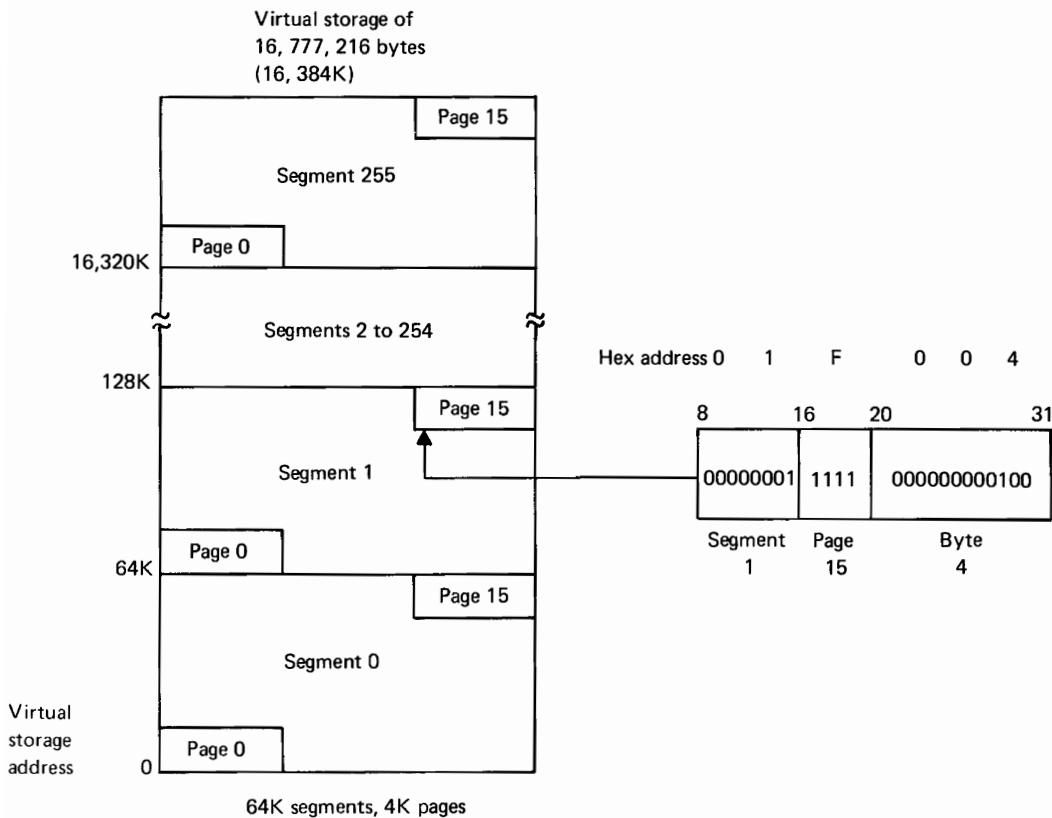 Virtual storage of
16, 777, 216 bytes
(16, 384K)
Page 15
Segment 255
Page 0
16,320K
Segments 2 to 254
128K
Page 15
Segment 1
Page 0
64K
Page 15
Segment 0
Page 0
Virtual
storage
address 0
64K segments, 4K pages
Hex address 0 1 F 0 0 4
8 16 20 31
00000001 1111 000000000100
Segment Page Byte
1 15 4